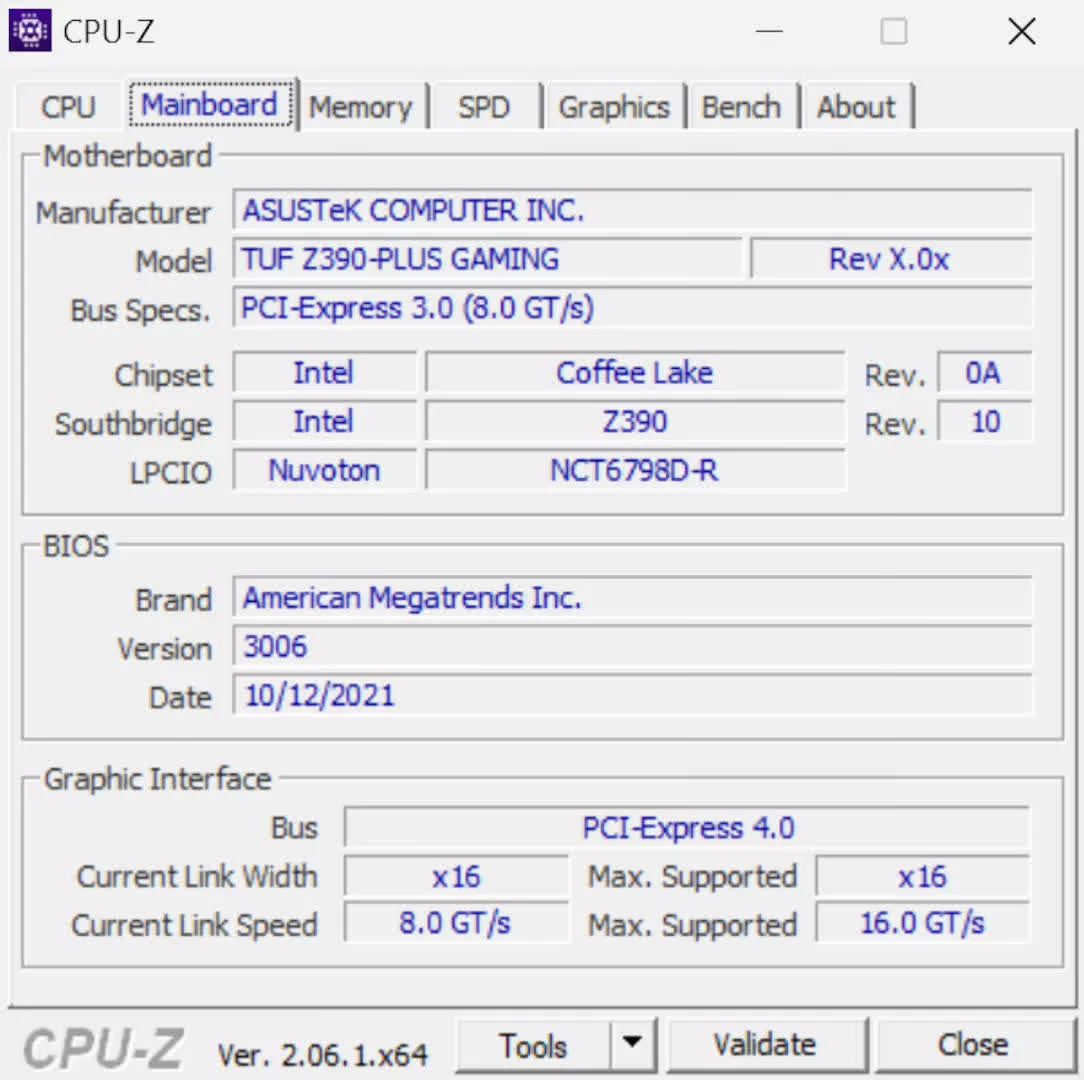 CPU-Z
CPU Mainboard Memory SPD Graphics Bench About
Motherboard
Manufacturer ASUSTeK COMPUTER INC.
Model TUF Z390-PLUS GAMING Rev X.0x
Bus Specs. PCI-Express 3.0 (8.0 GT/s)
Chipset Intel Coffee Lake Rev. 0A
Southbridge Intel Z390 Rev. 10
LPCIO Nuvoton NCT6798D-R
BIOS
Brand American Megatrends Inc.
Version 3006
Date 10/12/2021
Graphic Interface
Bus PCI-Express 4.0
Current Link Width x16 Max. Supported x16
Current Link Speed 8.0 GT/s Max. Supported 16.0 GT/s
CPU-Z Ver. 2.06.1.x64 Tools Validate Close